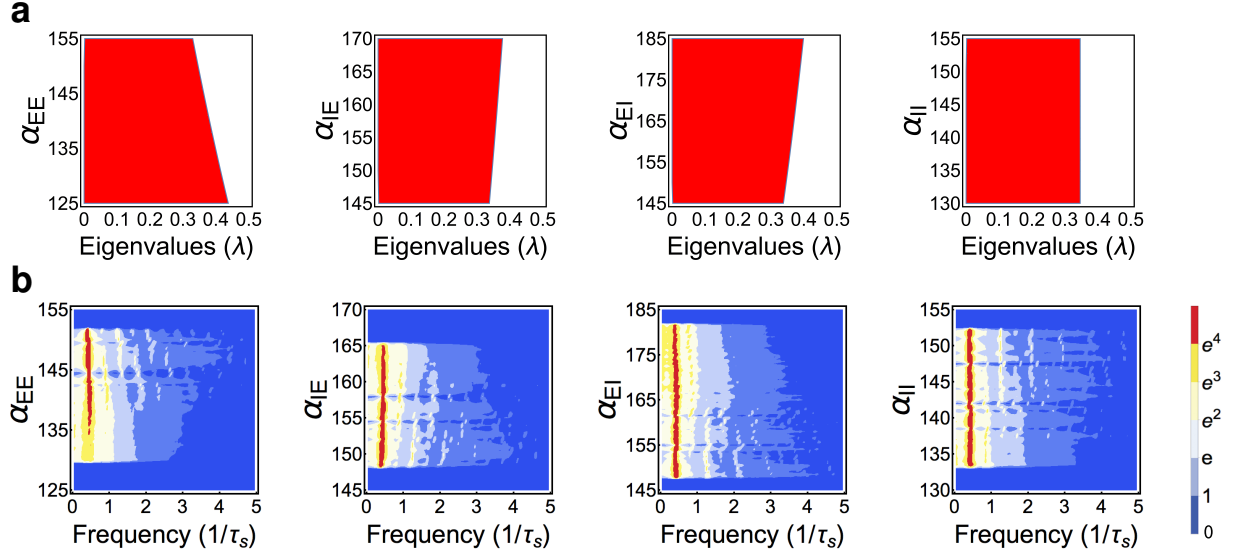 a
155
145
135
125
αEE
0 0.1 0.2 0.3 0.4 0.5
Eigenvalues (λ)
170
165
160
155
150
145
αIE
0 0.1 0.2 0.3 0.4 0.5
Eigenvalues (λ)
185
175
165
155
145
αEI
0 0.1 0.2 0.3 0.4 0.5
Eigenvalues (λ)
155
150
145
140
135
130
αII
0 0.1 0.2 0.3 0.4 0.5
Eigenvalues (λ)
b
155
145
135
125
αEE
0 1 2 3 4 5
Frequency (1/τs)
170
165
160
155
150
145
αIE
0 1 2 3 4 5
Frequency (1/τs)
185
175
165
155
145
αEI
0 1 2 3 4 5
Frequency (1/τs)
155
150
145
140
135
130
αII
0 1 2 3 4 5
Frequency (1/τs)
e⁴
e³
e²
e
1
0